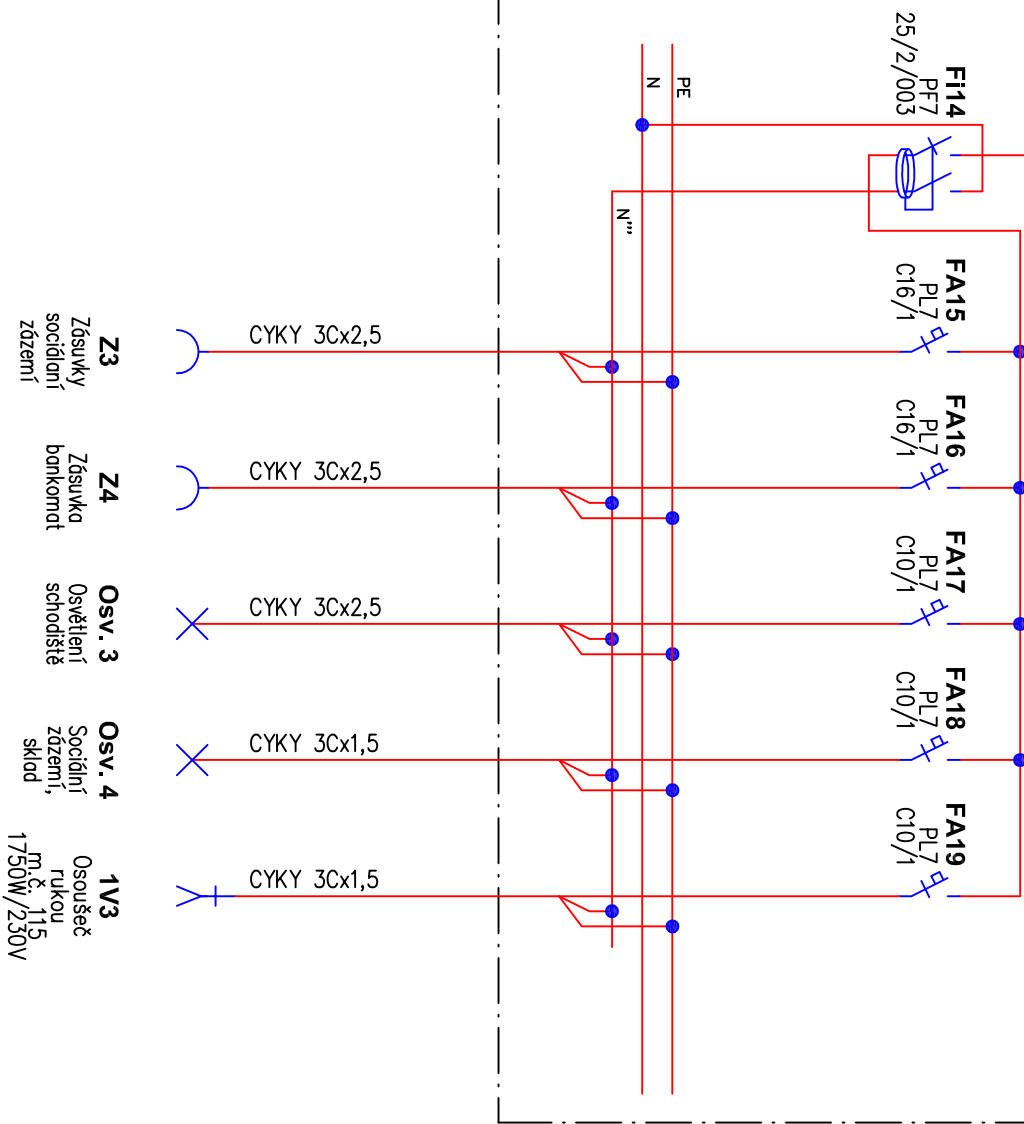 Fi14
PF7
25/2/003
PE
N
N'''
FA15
PL7
C16/1
FA16
PL7
C16/1
FA17
PL7
C10/1
FA18
PL7
C10/1
FA19
PL7
C10/1
CYKY 3Cx2,5
CYKY 3Cx2,5
CYKY 3Cx2,5
CYKY 3Cx1,5
CYKY 3Cx1,5
Z3
Zásuvky
sociálaní
zázemí
Z4
Zásuvka
bankomat
Osv. 3
Osvětlení
schodiště
Osv. 4
Sociální
zázemí,
sklad
1V3
Osoušeč
rukou
m.č. 115
1750W/230V